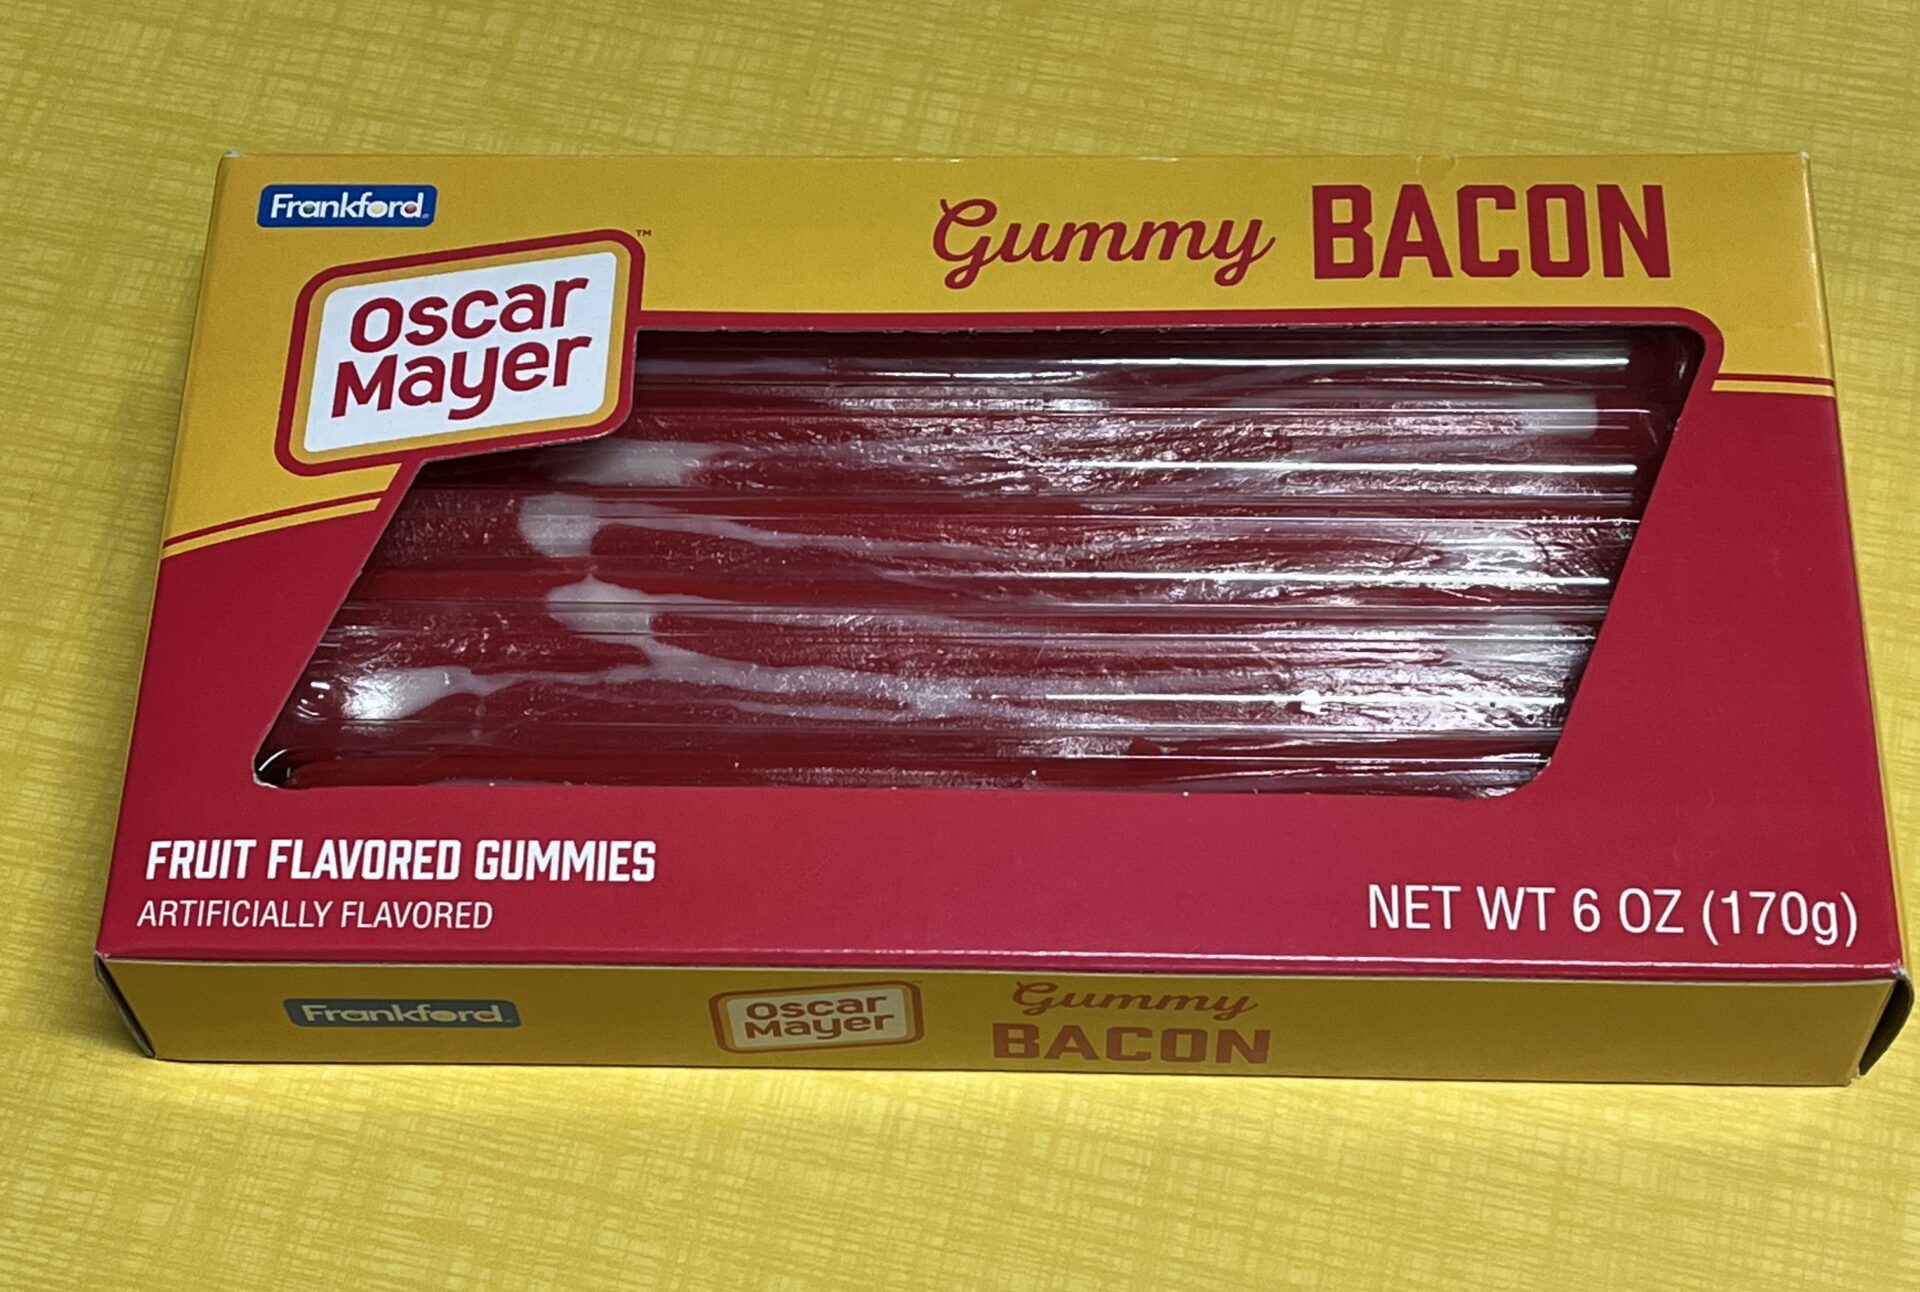 Frankford
Oscar
Mayer
™
Gummy BACON
FRUIT FLAVORED GUMMIES
ARTIFICIALLY FLAVORED
NET WT 6 OZ (170g)
Frankford
Oscar
Mayer
Gummy
BACON